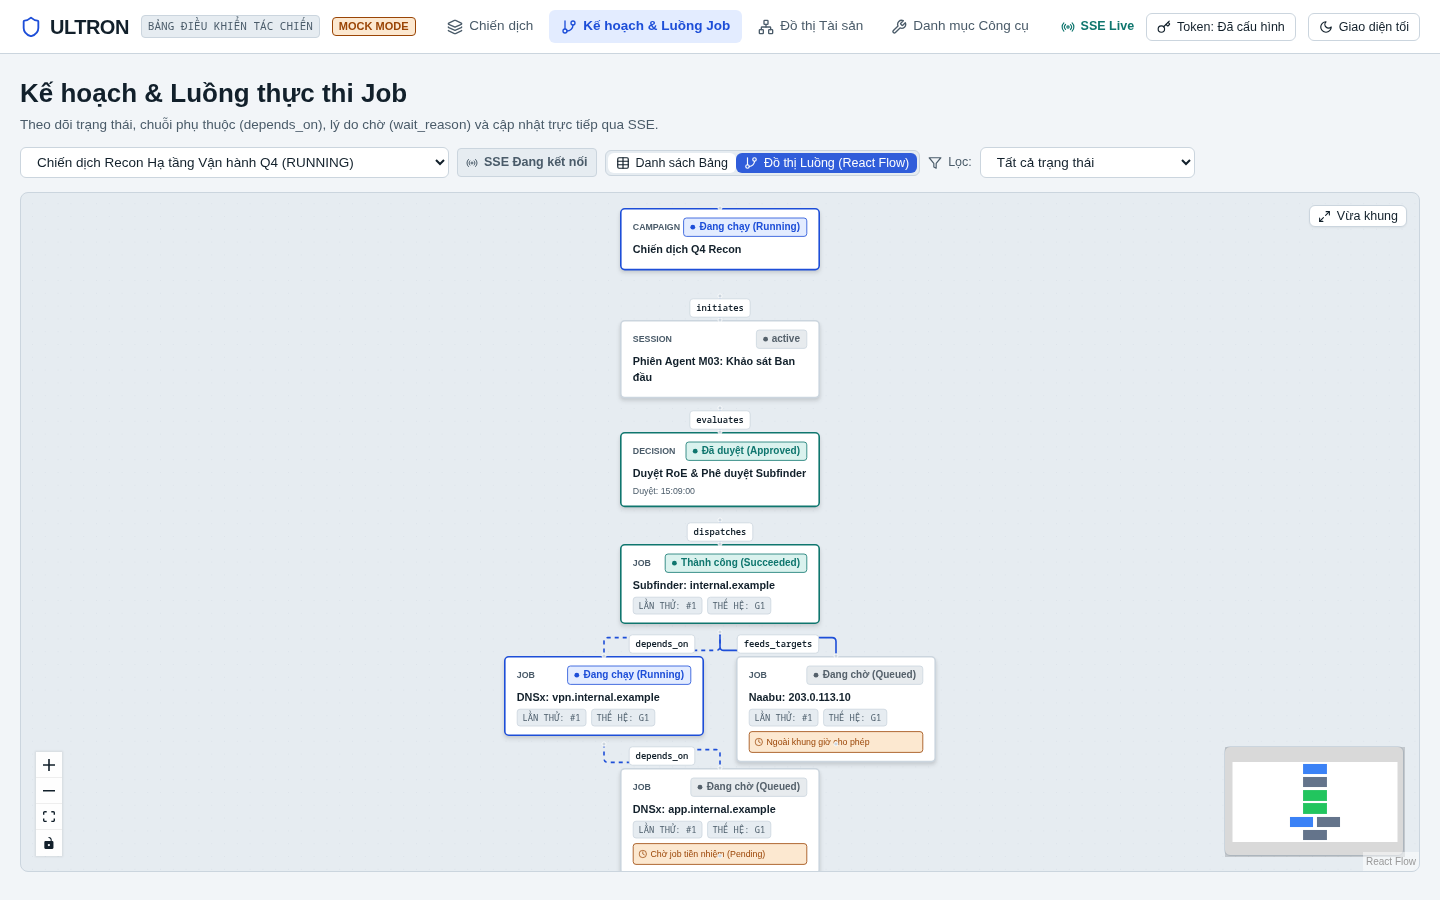 ULTRON
BẢNG ĐIỀU KHIỂN TÁC CHIẾN
MOCK MODE
Chiến dịch
Kế hoạch & Luồng Job
Đồ thị Tài sản
Danh mục Công cụ
SSE Live
Token: Đã cấu hình
Giao diện tối
Kế hoạch & Luồng thực thi Job
Theo dõi trạng thái, chuỗi phụ thuộc (depends_on), lý do chờ (wait_reason) và cập nhật trực tiếp qua SSE.
Chiến dịch Recon Hạ tầng Vận hành Q4 (RUNNING)
SSE Đang kết nối
Danh sách Bảng
Đồ thị Luồng (React Flow)
Lọc:
Tất cả trạng thái
Vừa khung
CAMPAIGN
Đang chạy (Running)
Chiến dịch Q4 Recon
initiates
SESSION
active
Phiên Agent M03: Khảo sát Ban
đầu
evaluates
DECISION
Đã duyệt (Approved)
Duyệt RoE & Phê duyệt Subfinder
Duyệt: 15:09:00
dispatches
JOB
Thành công (Succeeded)
Subfinder: internal.example
LẦN THỬ: #1
THẾ HỆ: G1
depends_on
feeds_targets
JOB
Đang chạy (Running)
DNSx: vpn.internal.example
LẦN THỬ: #1
THẾ HỆ: G1
JOB
Đang chờ (Queued)
Naabu: 203.0.113.10
LẦN THỬ: #1
THẾ HỆ: G1
Ngoài khung giờ cho phép
depends_on
JOB
Đang chờ (Queued)
DNSx: app.internal.example
LẦN THỬ: #1
THẾ HỆ: G1
Chờ job tiền nhiệm (Pending)
React Flow